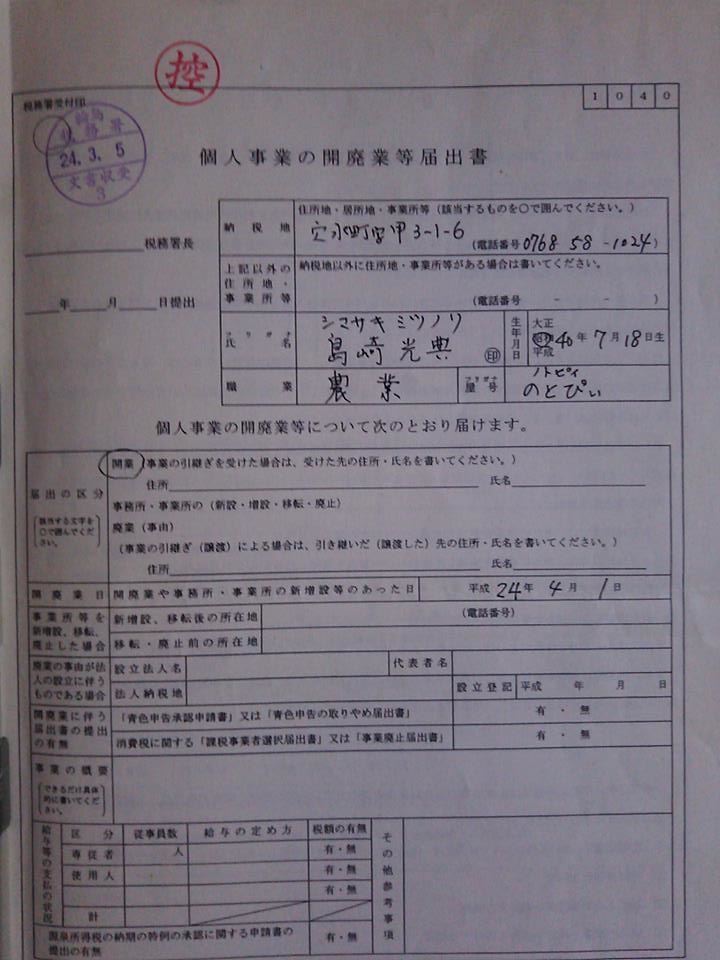 控
税務署受付印
1040
輪島
税務署
24.3.5
文書収受
3
個人事業の開廃業等届出書
税務署長
年 月 日提出
納税地
住所地・居所地・事業所等（該当するものを○で囲んでください。）
穴水町宇甲3-1-6
（電話番号0768 58-1024）
上記以外の住所地・事業所等
納税地以外に住所地・事業所等がある場合は書いてください。
（電話番号 - - ）
フリガナ
シマサキ ミツノリ
氏名
島崎 光典
㊞
生年月日
大正
昭和
平成
40年7月18日生
職業
農業
フリガナ
屋号
ノトピィ
のとぴぃ
個人事業の開廃業等について次のとおり届けます。
届出の区分
（該当する文字を○で囲んでください。）
開業（事業の引継ぎを受けた場合は、受けた先の住所・氏名を書いてください。）
住所 氏名
事務所・事業所の（新設・増設・移転・廃止）
廃業（事由）
（事業の引継ぎ（譲渡）による場合は、引き継いだ（譲渡した）先の住所・氏名を書いてください。）
住所 氏名
開廃業日
開廃業や事務所・事業所の新増設等のあった日
平成24年4月1日
事業所等を新増設、移転、廃止した場合
新増設、移転後の所在地
（電話番号）
移転・廃止前の所在地
廃業の事由が法人の設立に伴うものである場合
設立法人名
代表者名
法人納税地
設立登記
平成 年 月 日
開廃業に伴う届出書の提出の有無
「青色申告承認申請書」又は「青色申告の取りやめ届出書」
有・無
消費税に関する「課税事業者選択届出書」又は「事業廃止届出書」
有・無
事業の概要
（できるだけ具体的に書いてください。）
給与等の支払の状況
区分
従事員数
給与の定め方
税額の有無
専従者
人
有・無
使用人
有・無
有・無
計
その他参考事項
源泉所得税の納期の特例の承認に関する申請書の提出の有無
有・無